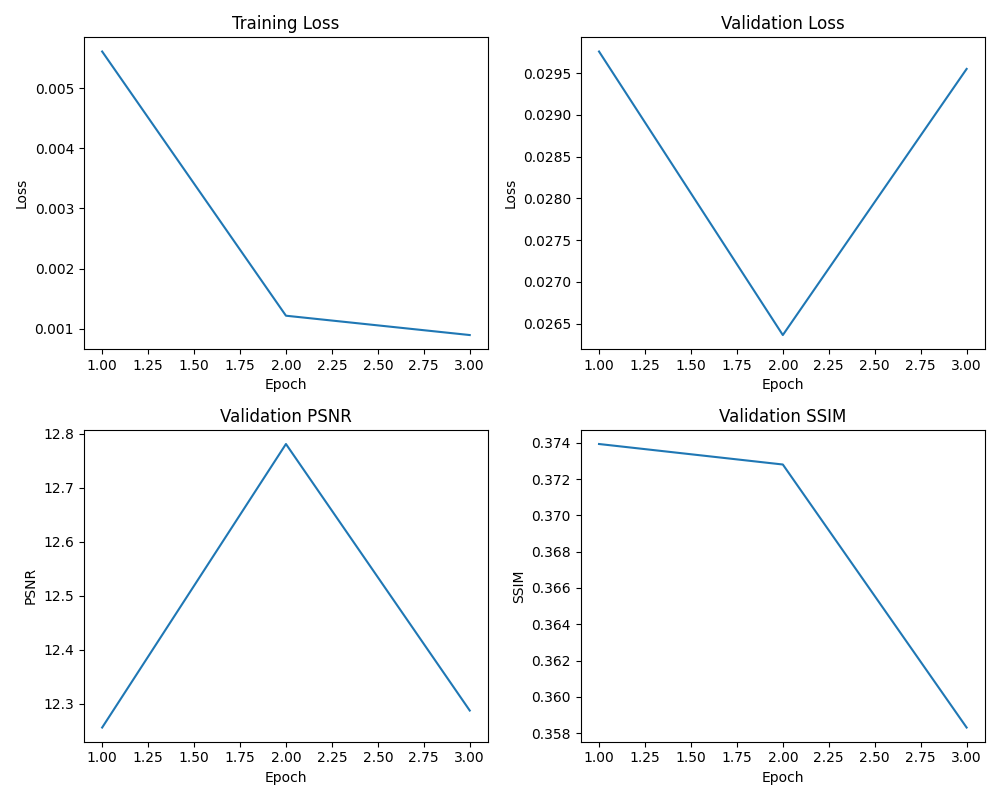 Training Loss
0.005
0.004
0.003
0.002
0.001
Loss
1.00 1.25 1.50 1.75 2.00 2.25 2.50 2.75 3.00
Epoch
Validation Loss
0.0295
0.0290
0.0285
0.0280
0.0275
0.0270
0.0265
Loss
1.00 1.25 1.50 1.75 2.00 2.25 2.50 2.75 3.00
Epoch
Validation PSNR
12.8
12.7
12.6
12.5
12.4
12.3
PSNR
1.00 1.25 1.50 1.75 2.00 2.25 2.50 2.75 3.00
Epoch
Validation SSIM
0.374
0.372
0.370
0.368
0.366
0.364
0.362
0.360
0.358
SSIM
1.00 1.25 1.50 1.75 2.00 2.25 2.50 2.75 3.00
Epoch